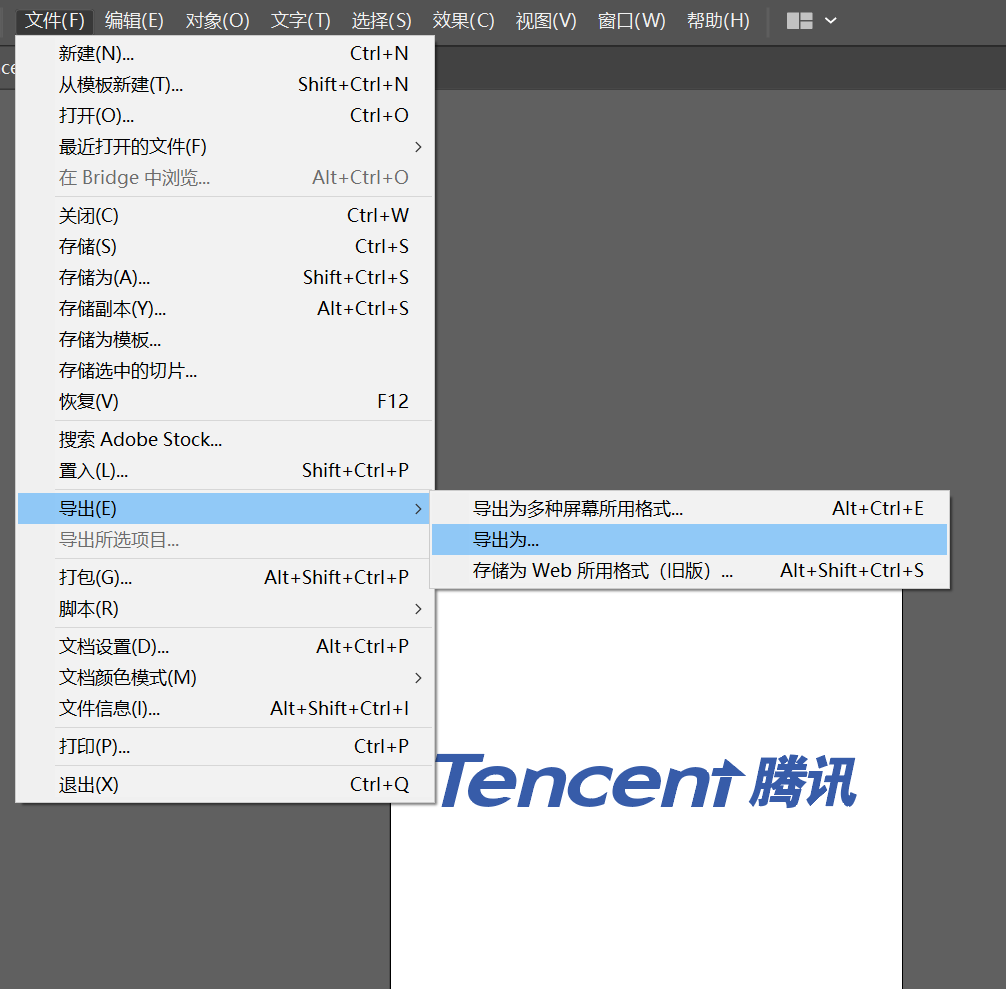 文件(F) 编辑(E) 对象(O) 文字(T) 选择(S) 效果(C) 视图(V) 窗口(W) 帮助(H)
ce
新建(N)... Ctrl+N
从模板新建(T)... Shift+Ctrl+N
打开(O)... Ctrl+O
最近打开的文件(F)
在 Bridge 中浏览... Alt+Ctrl+O
关闭(C) Ctrl+W
存储(S) Ctrl+S
存储为(A)... Shift+Ctrl+S
存储副本(Y)... Alt+Ctrl+S
存储为模板...
存储选中的切片...
恢复(V) F12
搜索 Adobe Stock...
置入(L)... Shift+Ctrl+P
导出(E)
导出所选项目...
打包(G)... Alt+Shift+Ctrl+P
脚本(R)
文档设置(D)... Alt+Ctrl+P
文档颜色模式(M)
文件信息(I)... Alt+Shift+Ctrl+I
打印(P)... Ctrl+P
退出(X) Ctrl+Q
导出为多种屏幕所用格式... Alt+Ctrl+E
导出为...
存储为 Web 所用格式（旧版）... Alt+Shift+Ctrl+S
Tencent 腾讯